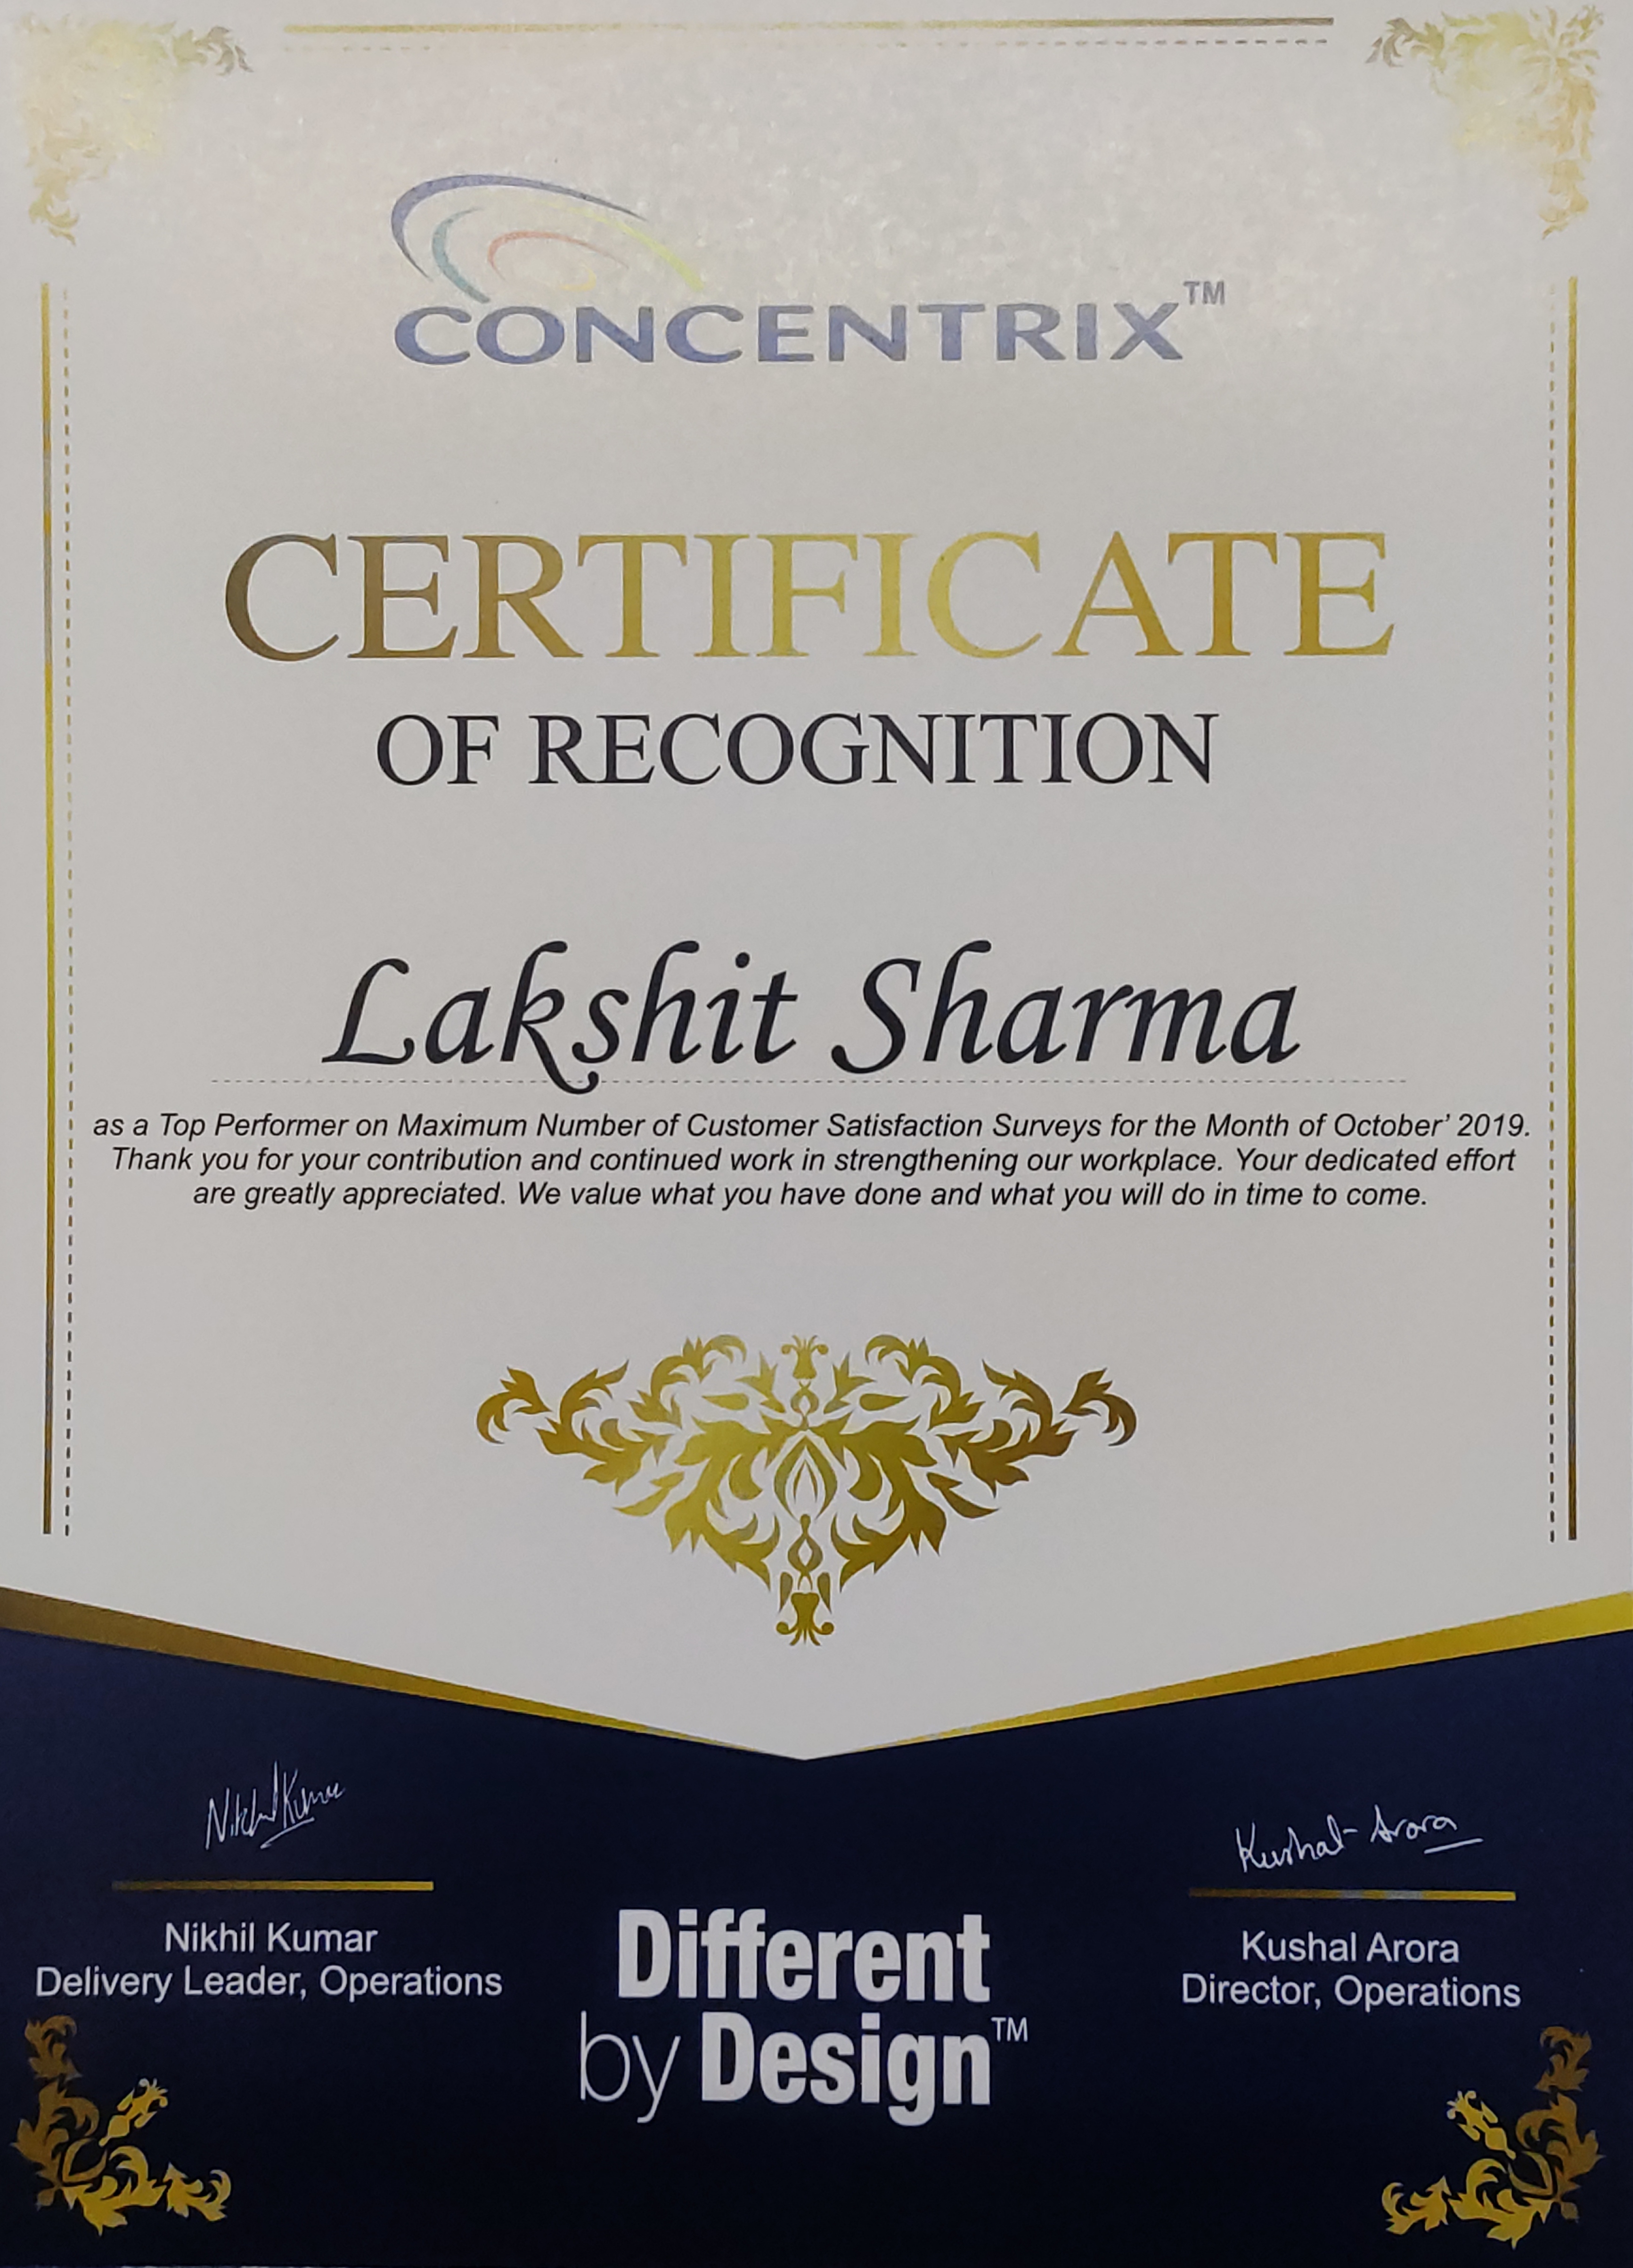 CONCENTRIX™
CERTIFICATE
OF RECOGNITION
Lakshit Sharma
as a Top Performer on Maximum Number of Customer Satisfaction Surveys for the Month of October’ 2019.
Thank you for your contribution and continued work in strengthening our workplace. Your dedicated effort
are greatly appreciated. We value what you have done and what you will do in time to come.
Nikhil Kumar
Nikhil Kumar
Delivery Leader, Operations
Different
by Design™
Kushal Arora
Kushal Arora
Director, Operations